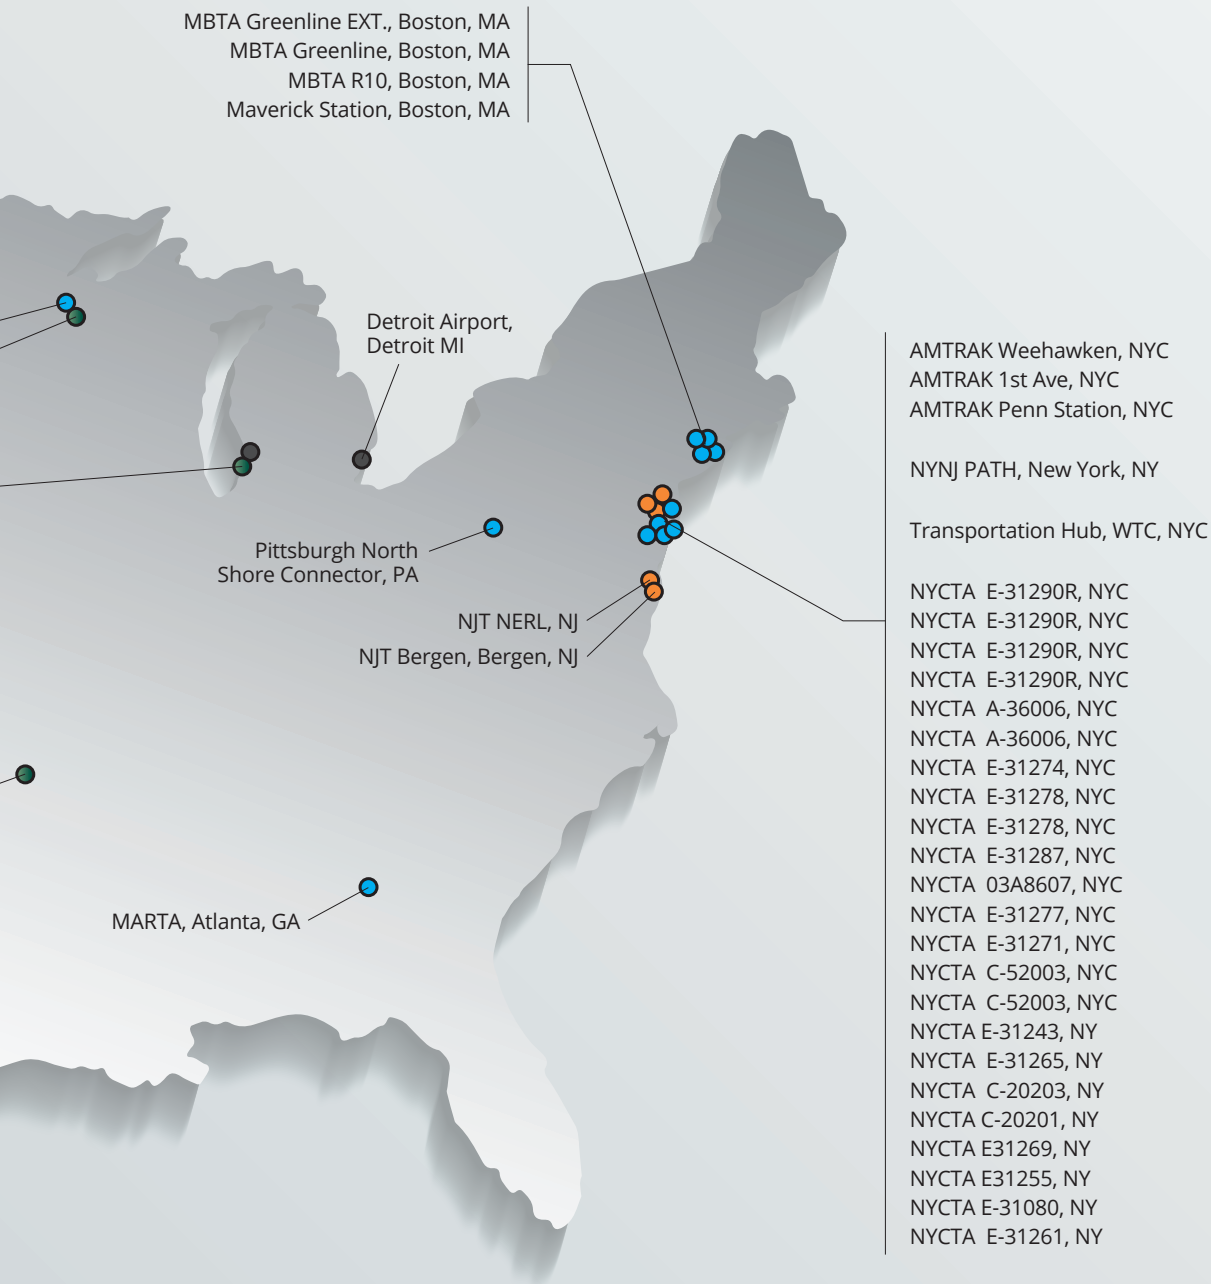 MBTA Greenline EXT., Boston, MA
MBTA Greenline, Boston, MA
MBTA R10, Boston, MA
Maverick Station, Boston, MA
Detroit Airport,
Detroit MI
Pittsburgh North
Shore Connector, PA
NJT NERL, NJ
NJT Bergen, Bergen, NJ
MARTA, Atlanta, GA
AMTRAK Weehawken, NYC
AMTRAK 1st Ave, NYC
AMTRAK Penn Station, NYC
NYNJ PATH, New York, NY
Transportation Hub, WTC, NYC
NYCTA  E-31290R, NYC
NYCTA  E-31290R, NYC
NYCTA  E-31290R, NYC
NYCTA  E-31290R, NYC
NYCTA  A-36006, NYC
NYCTA  A-36006, NYC
NYCTA  E-31274, NYC
NYCTA  E-31278, NYC
NYCTA  E-31278, NYC
NYCTA  E-31287, NYC
NYCTA  03A8607, NYC
NYCTA  E-31277, NYC
NYCTA  E-31271, NYC
NYCTA  C-52003, NYC
NYCTA  C-52003, NYC
NYCTA E-31243, NY
NYCTA  E-31265, NY
NYCTA  C-20203, NY
NYCTA C-20201, NY
NYCTA E31269, NY
NYCTA E31255, NY
NYCTA E-31080, NY
NYCTA  E-31261, NY